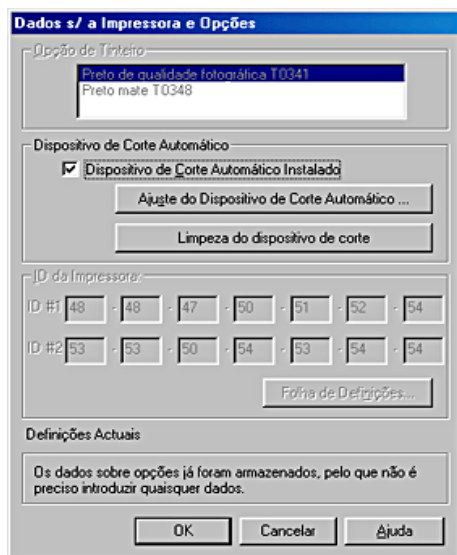 Dados s/ a Impressora e Opções
Opção de Tinteiro
Preto de qualidade fotográfica T0341
Preto mate T0348
Dispositivo de Corte Automático
Dispositivo de Corte Automático Instalado
Ajuste do Dispositivo de Corte Automático ...
Limpeza do dispositivo de corte
ID da Impressora:
ID #1 48 - 48 - 47 - 50 - 51 - 52 - 54
ID #2 53 - 53 - 50 - 54 - 53 - 54 - 54
Folha de Definições...
Definições Actuais
Os dados sobre opções já foram armazenados, pelo que não é
preciso introduzir quaisquer dados.
OK Cancelar Ajuda